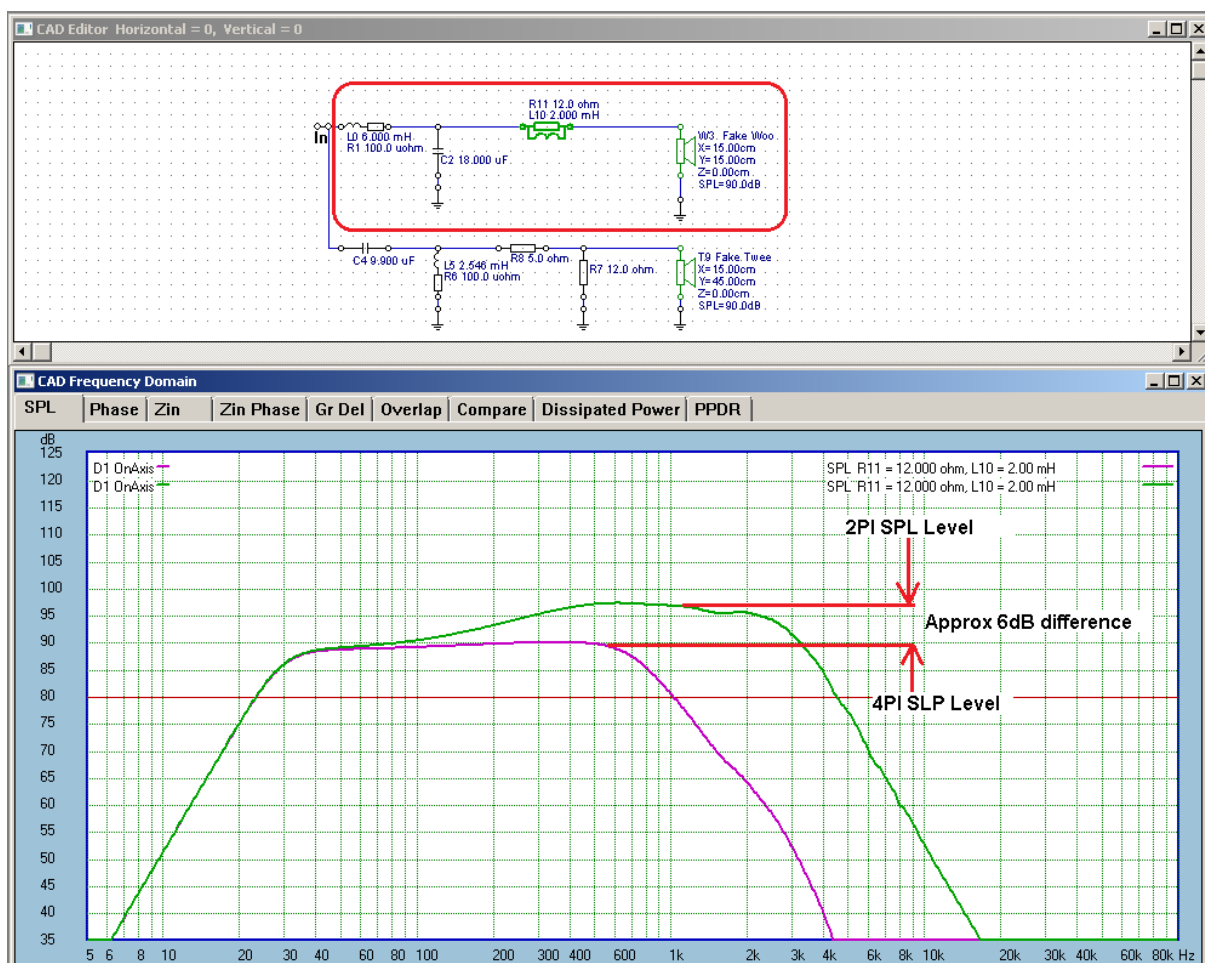 CAD Editor Horizontal = 0, Vertical = 0
R11 12.0 ohm
L10 2.000 mH
In
L0 6.000 mH
R1 100.0 uohm
C2 18.000 uF
W3 Fake Woo
X=15.00cm
Y=15.00cm
Z=0.00cm
SPL=90.0dB
C4 9.900 uF
L5 2.546 mH
R6 100.0 uohm
R8 5.0 ohm
R7 12.0 ohm
T9 Fake Twee
X=15.00cm
Y=45.00cm
Z=0.00cm
SPL=90.0dB
CAD Frequency Domain
SPL Phase Zin Zin Phase Gr Del Overlap Compare Dissipated Power PPDR
dB
125
120
115
110
105
100
95
90
85
80
75
70
65
60
55
50
45
40
35
D1 OnAxis
D1 OnAxis
SPL R11 = 12.000 ohm, L10 = 2.00 mH
SPL R11 = 12.000 ohm, L10 = 2.00 mH
2PI SPL Level
Approx 6dB difference
4PI SLP Level
5 6 8 10 20 30 40 60 80 100 200 300 400 600 1k 2k 3k 4k 6k 8k 10k 20k 30k 40k 60k 80k Hz